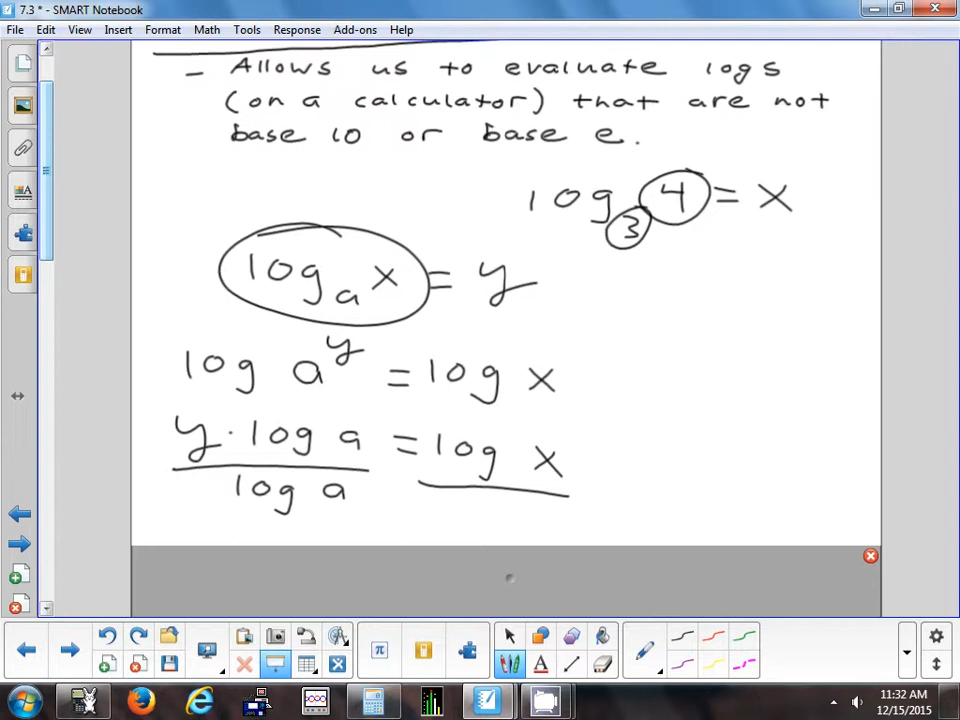 7.3 * - SMART Notebook
File Edit View Insert Format Math Tools Response Add-ons Help
- Allows us to evaluate logs
(on a calculator) that are not
base 10 or base e.
log₃ 4 = x
logₐ x = y
log a^y = log x
y · log a = log x
log a
π
A
11:32 AM
12/15/2015